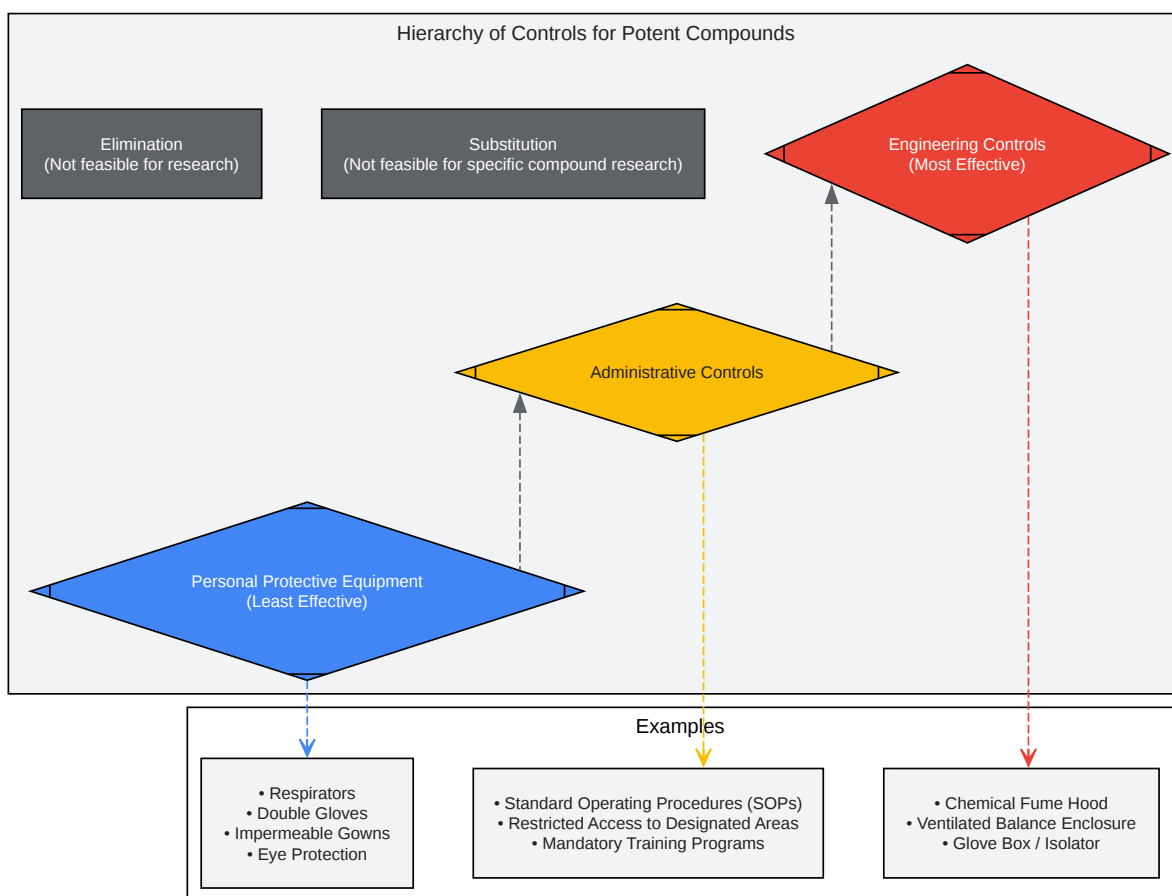 Hierarchy of Controls for Potent Compounds
Elimination
(Not feasible for research)
Substitution
(Not feasible for specific compound research)
Engineering Controls
(Most Effective)
Administrative Controls
Personal Protective Equipment
(Least Effective)
Examples
• Respirators
• Double Gloves
• Impermeable Gowns
• Eye Protection
• Standard Operating Procedures (SOPs)
• Restricted Access to Designated Areas
• Mandatory Training Programs
• Chemical Fume Hood
• Ventilated Balance Enclosure
• Glove Box / Isolator